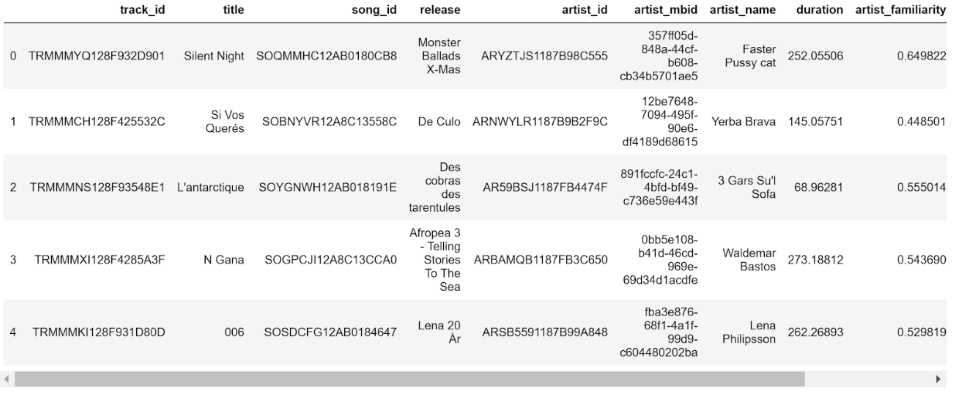 track_id title song_id release artist_id artist_mbid artist_name duration artist_familiarity
0
TRMMMYQ128F932D901
Silent Night
SOQMMHC12AB0180CB8
Monster
Ballads
X-Mas
ARYZTJS1187B98C555
357ff05d-
848a-44cf-
b608-
cb34b5701ae5
Faster
Pussy cat
252.05506
0.649822
1
TRMMMCH128F425532C
Si Vos
Querés
SOBNYVR12A8C13558C
De Culo
ARNWYLR1187B9B2F9C
12be7648-
7094-495f-
90e6-
df4189d68615
Yerba Brava
145.05751
0.448501
2
TRMMMNS128F93548E1
L'antarctique
SOYGNWH12AB018191E
Des
cobras
des
tarentules
AR59BSJ1187FB4474F
891fccfc-24c1-
4bfd-bf49-
c736e59e443f
3 Gars Su'l
Sofa
68.96281
0.555014
3
TRMMMXI128F4285A3F
N Gana
SOGPCJI12A8C13CCA0
Afropea 3
- Telling
Stories
To The
Sea
ARBAMQB1187FB3C650
0bb5e108-
b41d-46cd-
969e-
69d34d1acdfe
Waldemar
Bastos
273.18812
0.543690
4
TRMMMKI128F931D80D
006
SOSDCFG12AB0184647
Lena 20
År
ARSB5591187B99A848
fba3e876-
68f1-4a1f-
99d9-
c604480202ba
Lena
Philipsson
262.26893
0.529819